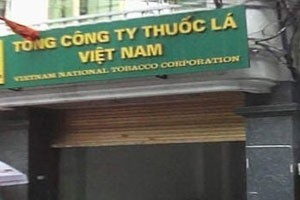 TỔNG CÔNG TY THUỐC LÁ
VIỆT NAM
VIETNAM NATIONAL TOBACCO CORPORATION